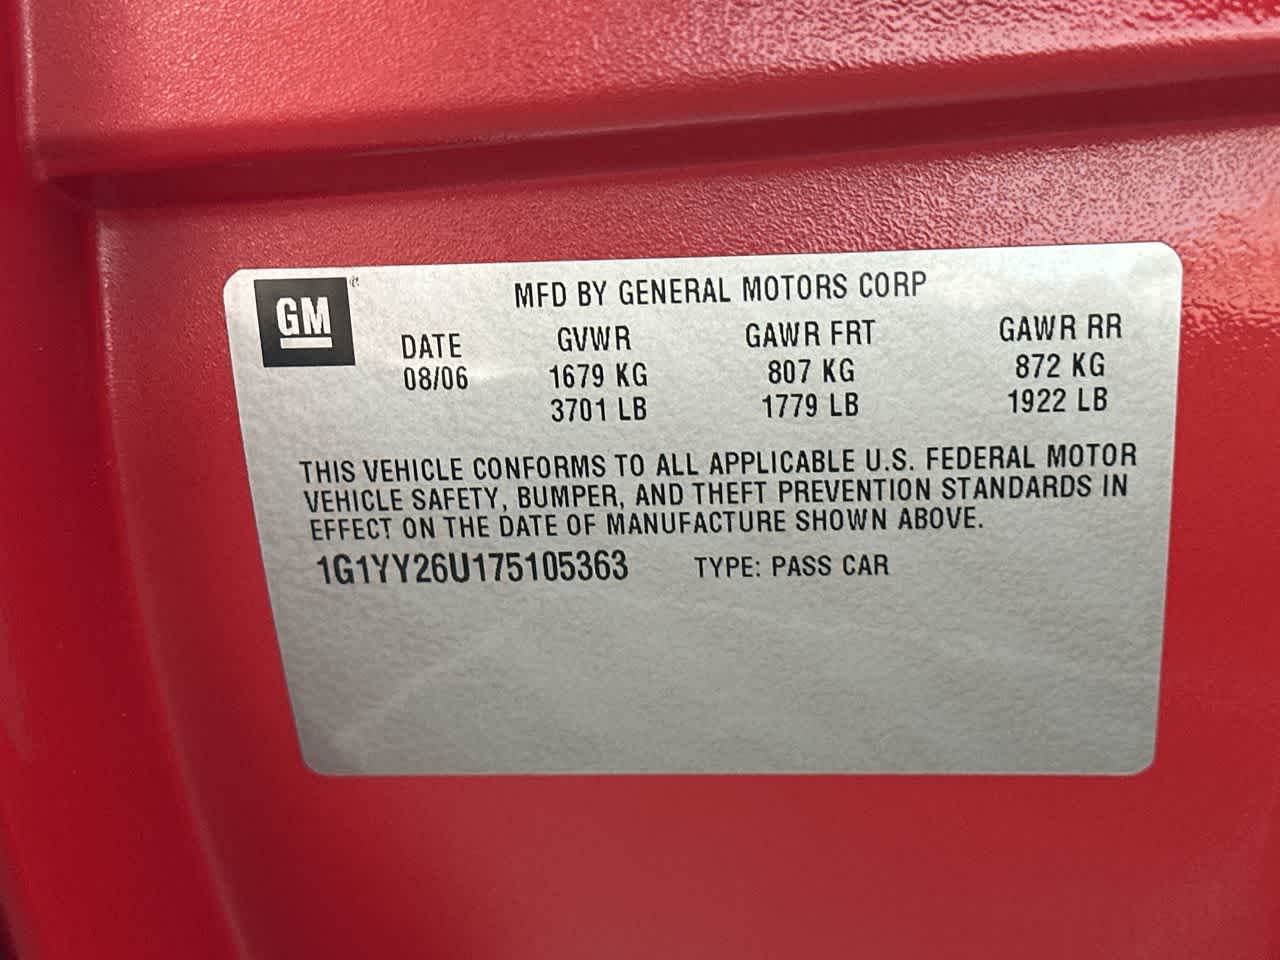 GM
MFD BY GENERAL MOTORS CORP
DATE GVWR GAWR FRT GAWR RR
08/06 1679 KG 807 KG 872 KG
3701 LB 1779 LB 1922 LB
THIS VEHICLE CONFORMS TO ALL APPLICABLE U.S. FEDERAL MOTOR
VEHICLE SAFETY, BUMPER, AND THEFT PREVENTION STANDARDS IN
EFFECT ON THE DATE OF MANUFACTURE SHOWN ABOVE.
1G1YY26U175105363 TYPE: PASS CAR